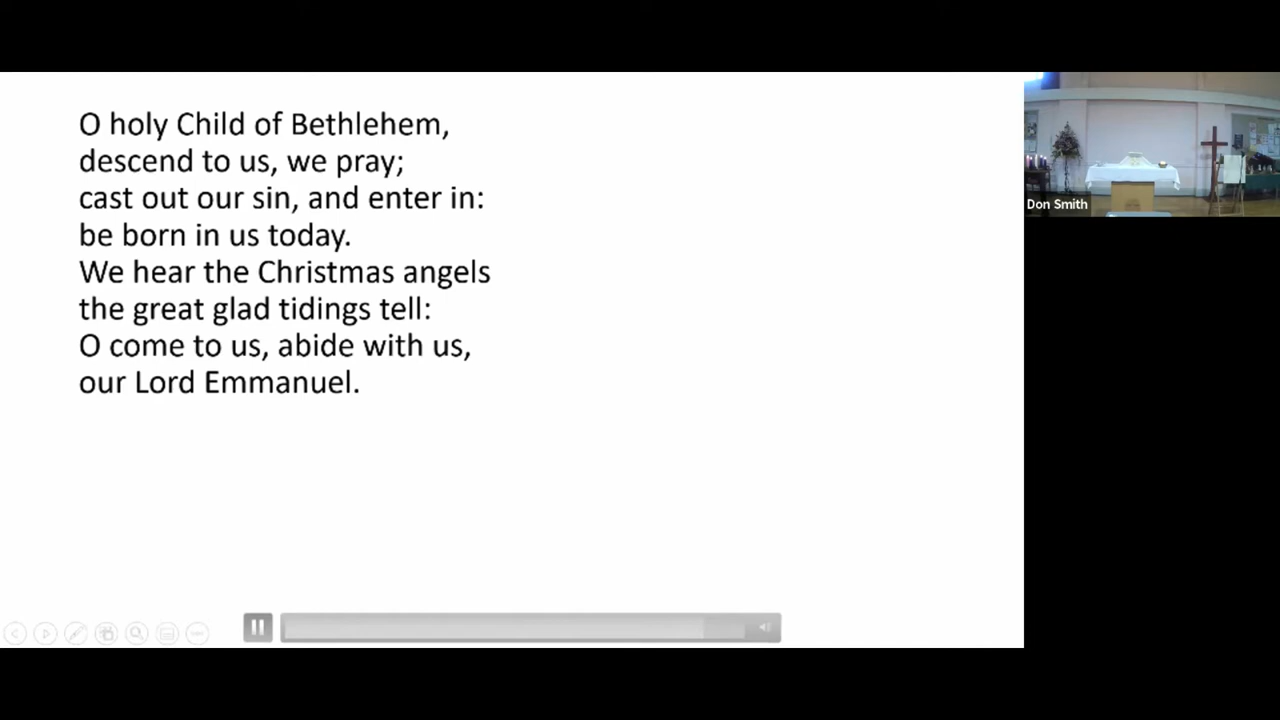 O holy Child of Bethlehem,
descend to us, we pray;
cast out our sin, and enter in:
be born in us today.
We hear the Christmas angels
the great glad tidings tell:
O come to us, abide with us,
our Lord Emmanuel.
Don Smith